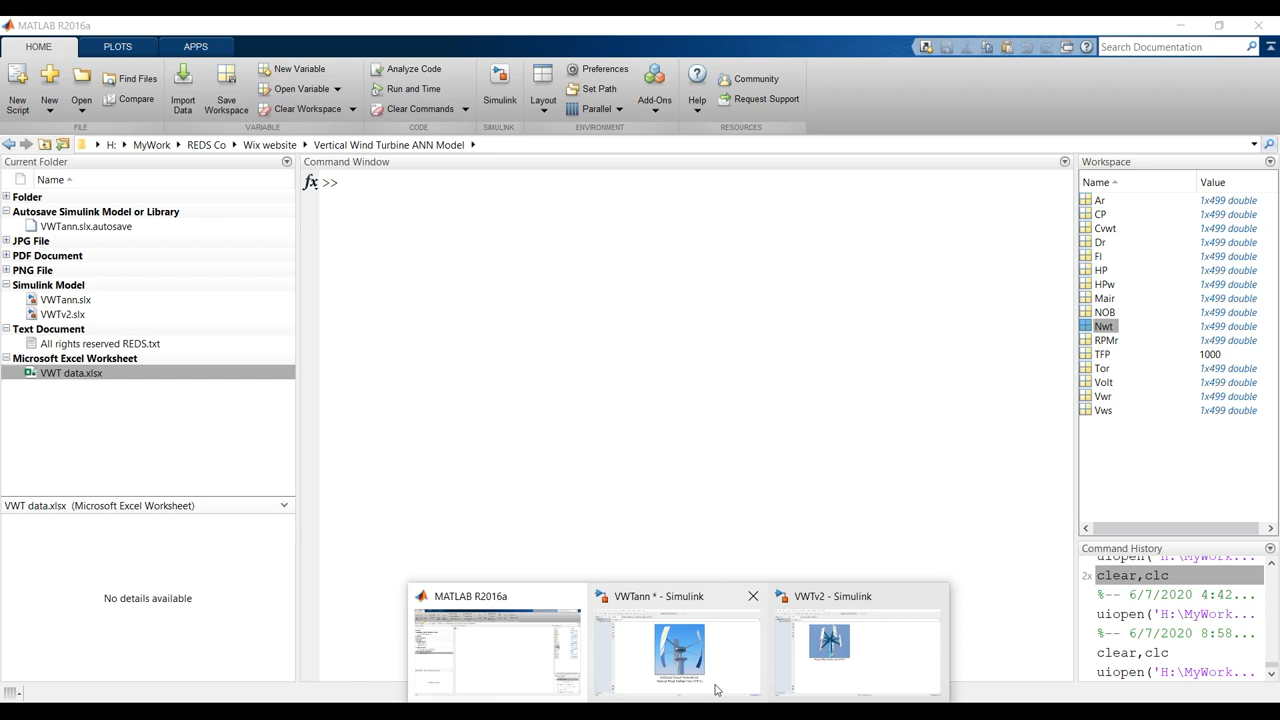 MATLAB R2016a
HOME
PLOTS
APPS
Search Documentation
New Script
New
Open
Find Files
Compare
FILE
Import Data
Save Workspace
New Variable
Open Variable
Clear Workspace
VARIABLE
Analyze Code
Run and Time
Clear Commands
CODE
Simulink
SIMULINK
Layout
Preferences
Set Path
Parallel
Add-Ons
ENVIRONMENT
Help
Community
Request Support
RESOURCES
H: MyWork REDS Co Wix website Vertical Wind Turbine ANN Model
Current Folder
Name
Folder
Autosave Simulink Model or Library
VWTann.slx.autosave
JPG File
PDF Document
PNG File
Simulink Model
VWTann.slx
VWTv2.slx
Text Document
All rights reserved REDS.txt
Microsoft Excel Worksheet
VWT data.xlsx
VWT data.xlsx (Microsoft Excel Worksheet)
No details available
Command Window
fx >>
Workspace
Name Value
Ar 1x499 double
CP 1x499 double
Cvwt 1x499 double
Dr 1x499 double
FI 1x499 double
HP 1x499 double
HPw 1x499 double
Mair 1x499 double
NOB 1x499 double
Nwt 1x499 double
RPMr 1x499 double
TFP 1000
Tor 1x499 double
Volt 1x499 double
Vwr 1x499 double
Vws 1x499 double
Command History
uiopen('H:\MyWork...
2x clear,clc
%-- 6/7/2020 4:42...
uiopen('H:\MyWork...
%-- 6/7/2020 8:58...
clear,clc
uiopen('H:\MyWork...
MATLAB R2016a
VWTann * - Simulink
VWTv2 - Simulink